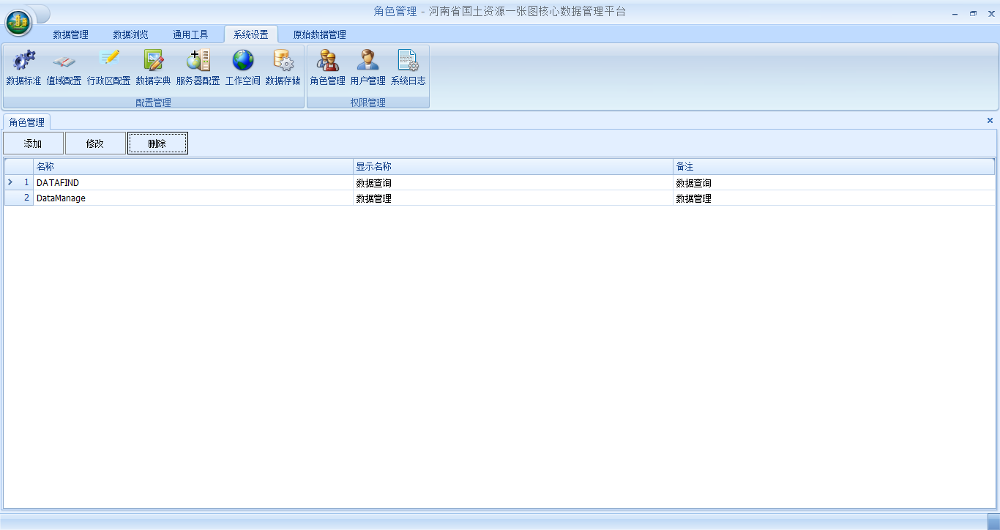 角色管理 - 河南省国土资源一张图核心数据管理平台
数据管理 数据浏览 通用工具 系统设置 原始数据管理
数据标准 值域配置 行政区配置 数据字典 服务器配置 工作空间 数据存储 角色管理 用户管理 系统日志
配置管理 权限管理
角色管理
添加 修改 删除
名称 显示名称 备注
1 DATAFIND 数据查询 数据查询
2 DataManage 数据管理 数据管理